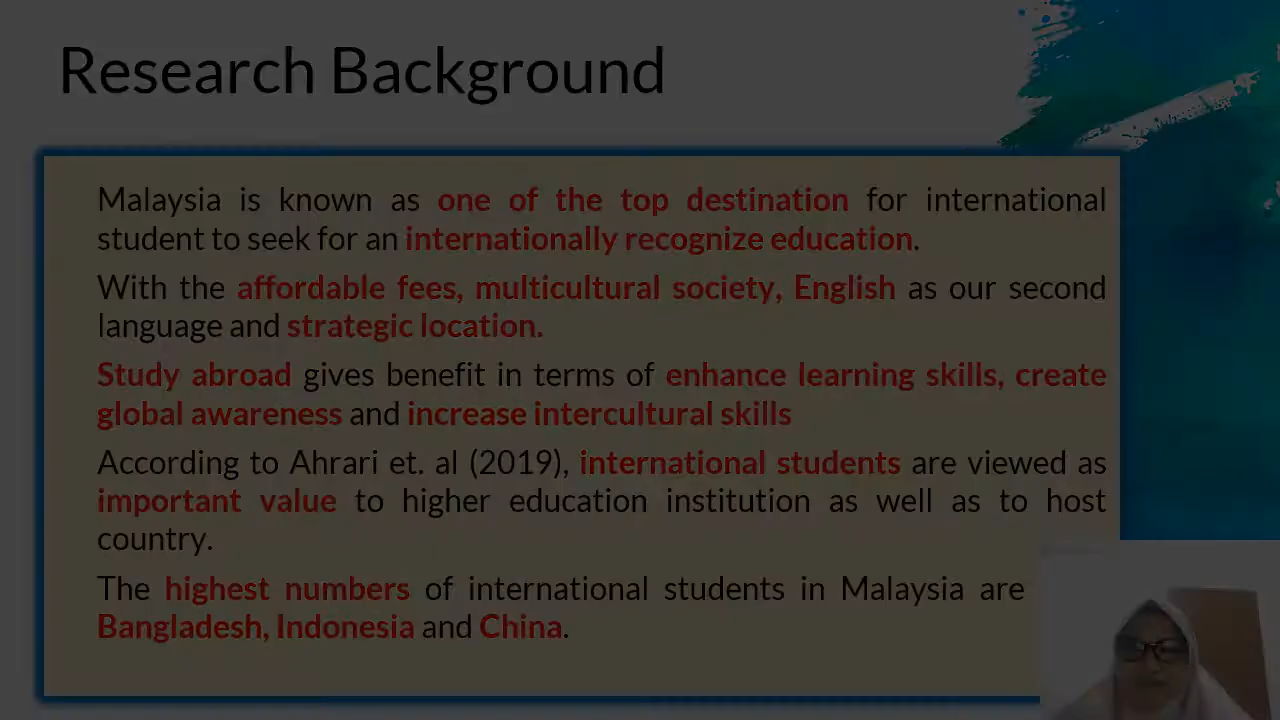 Research Background
Malaysia is known as one of the top destination for international
student to seek for an internationally recognize education.
With the affordable fees, multicultural society, English as our second
language and strategic location.
Study abroad gives benefit in terms of enhance learning skills, create
global awareness and increase intercultural skills
According to Ahrari et. al (2019), international students are viewed as
important value to higher education institution as well as to host
country.
The highest numbers of international students in Malaysia are
Bangladesh, Indonesia and China.